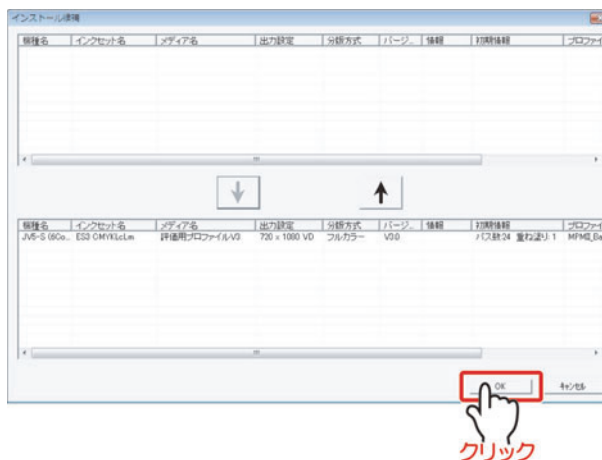 インストール候補
機種名 インクセット名 メディア名 出力設定 分版方式 バージ.. 情報 初期情報 プロファイ
機種名 インクセット名 メディア名 出力設定 分版方式 バージ.. 情報 初期情報 プロファイ
JV5-S (6Co.. ES3 CMYKLcLm 評価用プロファイルV3 720 x 1080 VD フルカラー V3.0 パス数:24 重ね塗り:1 MPMII_Ba
OK キャンセル
クリック